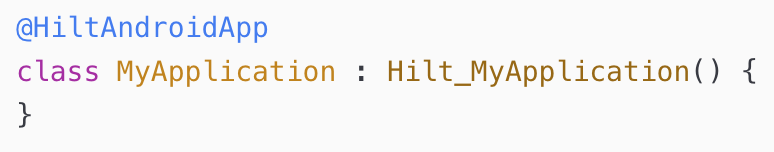 @HiltAndroidApp
class MyApplication : Hilt_MyApplication() {
}